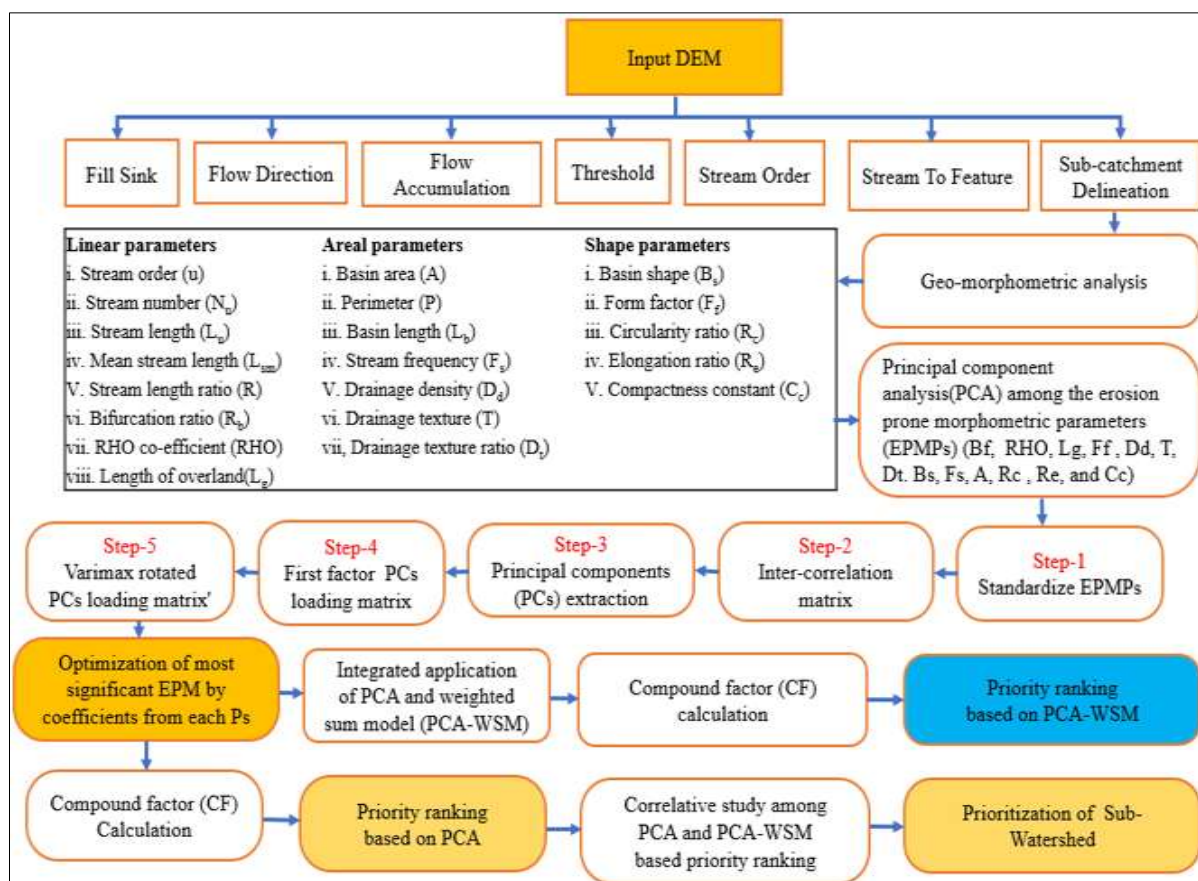 Input DEM
Fill Sink
Flow Direction
Flow
Accumulation
Threshold
Stream Order
Stream To Feature
Sub-catchment
Delineation
Linear parameters
i. Stream order (u)
ii. Stream number (Nₙ)
iii. Stream length (Lₙ)
iv. Mean stream length (Lₛₘ)
V. Stream length ratio (R)
vi. Bifurcation ratio (R_b)
vii. RHO co-efficient (RHO)
viii. Length of overland(L_g)
Areal parameters
i. Basin area (A)
ii. Perimeter (P)
iii. Basin length (L_b)
iv. Stream frequency (Fₛ)
V. Drainage density (D_d)
vi. Drainage texture (T)
vii, Drainage texture ratio (Dₜ)
Shape parameters
i. Basin shape (Bₛ)
ii. Form factor (F_f)
iii. Circularity ratio (R_c)
iv. Elongation ratio (Rₑ)
V. Compactness constant (C_c)
Geo-morphometric analysis
Principal component
analysis(PCA) among the erosion
prone morphometric parameters
(EPMPs) (Bf, RHO, Lg, Ff , Dd, T,
Dt. Bs, Fs, A, Rc , Re, and Cc)
Step-5
Varimax rotated
PCs loading matrix'
Step-4
First factor PCs
loading matrix
Step-3
Principal components
(PCs) extraction
Step-2
Inter-correlation
matrix
Step-1
Standardize EPMPs
Optimization of most
significant EPM by
coefficients from each Ps
Integrated application
of PCA and weighted
sum model (PCA-WSM)
Compound factor (CF)
calculation
Priority ranking
based on PCA-WSM
Compound factor (CF)
Calculation
Priority ranking
based on PCA
Correlative study among
PCA and PCA-WSM
based priority ranking
Prioritization of Sub-
Watershed